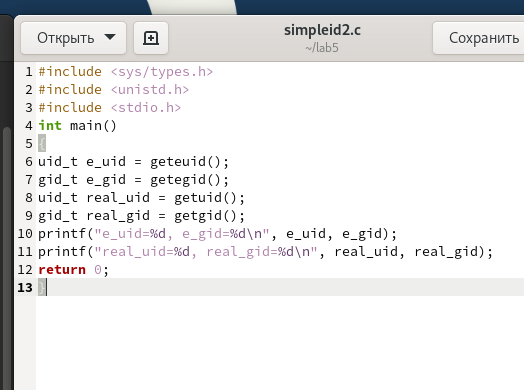 Открыть
simpleid2.c
~/lab5
Сохранить
1 #include <sys/types.h>
2 #include <unistd.h>
3 #include <stdio.h>
4 int main()
5 {
6 uid_t e_uid = geteuid();
7 gid_t e_gid = getegid();
8 uid_t real_uid = getuid();
9 gid_t real_gid = getgid();
10 printf("e_uid=%d, e_gid=%d\n", e_uid, e_gid);
11 printf("real_uid=%d, real_gid=%d\n", real_uid, real_gid);
12 return 0;
13 }